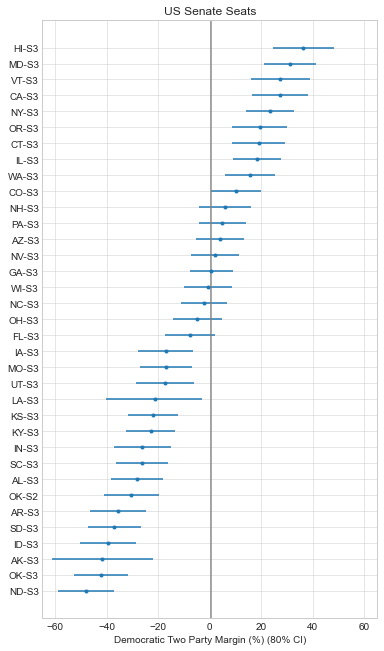 US Senate Seats
HI-S3
MD-S3
VT-S3
CA-S3
NY-S3
OR-S3
CT-S3
IL-S3
WA-S3
CO-S3
NH-S3
PA-S3
AZ-S3
NV-S3
GA-S3
WI-S3
NC-S3
OH-S3
FL-S3
IA-S3
MO-S3
UT-S3
LA-S3
KS-S3
KY-S3
IN-S3
SC-S3
AL-S3
OK-S2
AR-S3
SD-S3
ID-S3
AK-S3
OK-S3
ND-S3
−60 −40 −20 0 20 40 60
Democratic Two Party Margin (%) (80% CI)